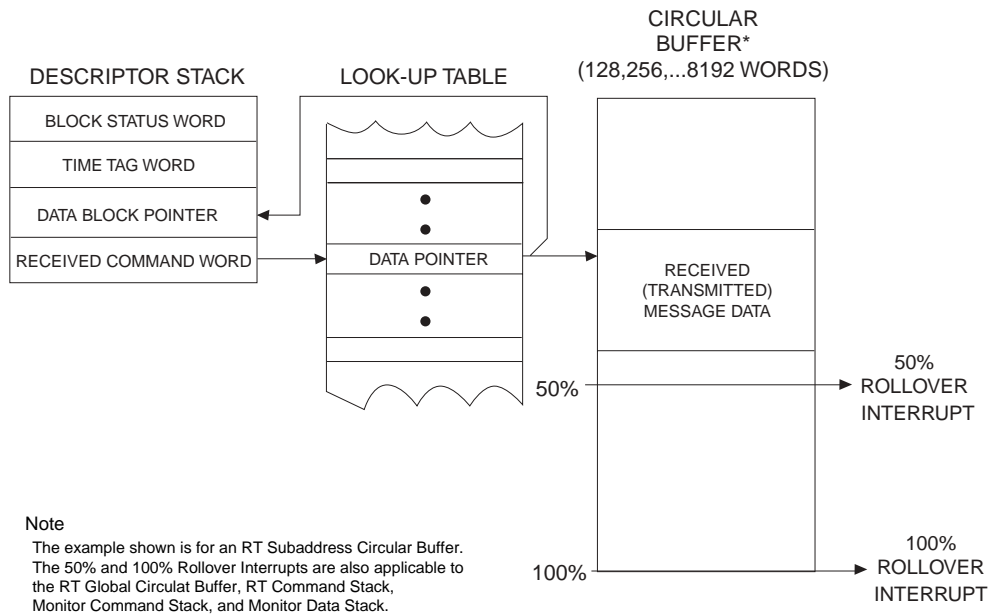 CIRCULAR
BUFFER*
(128,256,...8192 WORDS)
DESCRIPTOR STACK
LOOK-UP TABLE
BLOCK STATUS WORD
TIME TAG WORD
DATA BLOCK POINTER
RECEIVED COMMAND WORD
DATA POINTER
RECEIVED
(TRANSMITTED)
MESSAGE DATA
50%
50%
ROLLOVER
INTERRUPT
100%
100%
ROLLOVER
INTERRUPT
Note
The example shown is for an RT Subaddress Circular Buffer.
The 50% and 100% Rollover Interrupts are also applicable to
the RT Global Circulat Buffer, RT Command Stack,
Monitor Command Stack, and Monitor Data Stack.